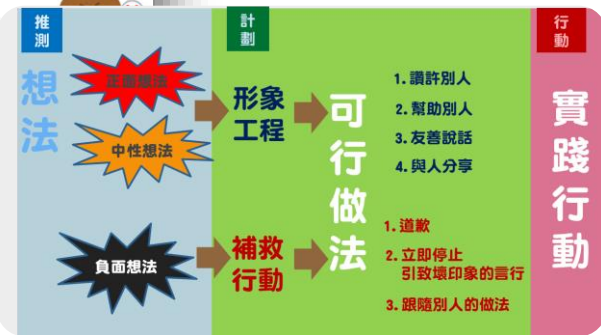 推測
想法
正面想法
中性想法
負面想法
計劃
形象
工程
補救
行動
可行做法
1. 讚許別人
2. 幫助別人
3. 友善說話
4. 與人分享
1. 道歉
2. 立即停止
引致壞印象的言行
3. 跟隨別人的做法
行動
實踐行動